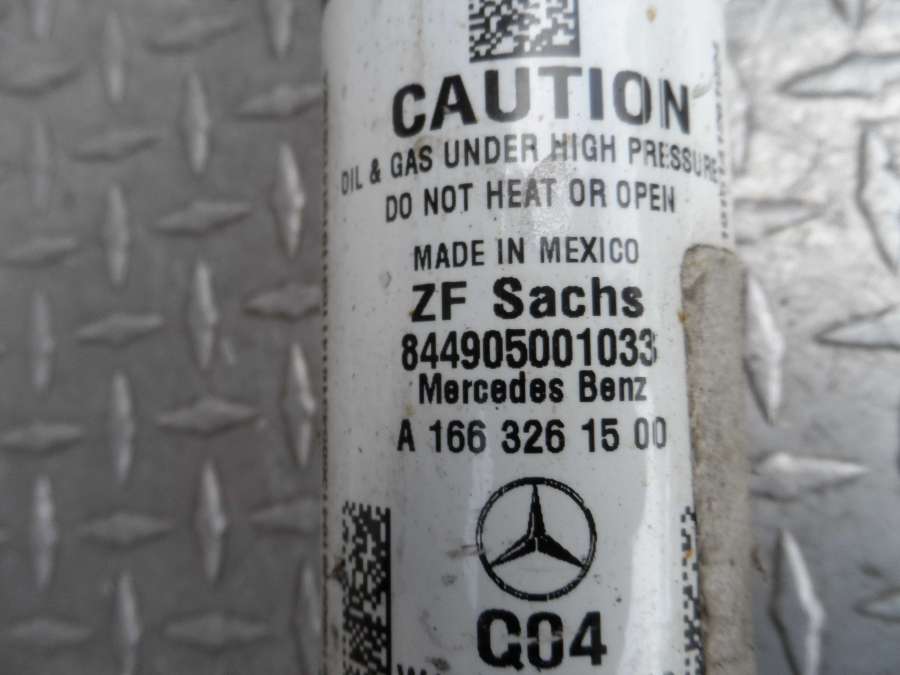 CAUTION
OIL & GAS UNDER HIGH PRESSURE
DO NOT HEAT OR OPEN
MADE IN MEXICO
ZF Sachs
844905001033
Mercedes Benz
A 166 326 15 00
Q04